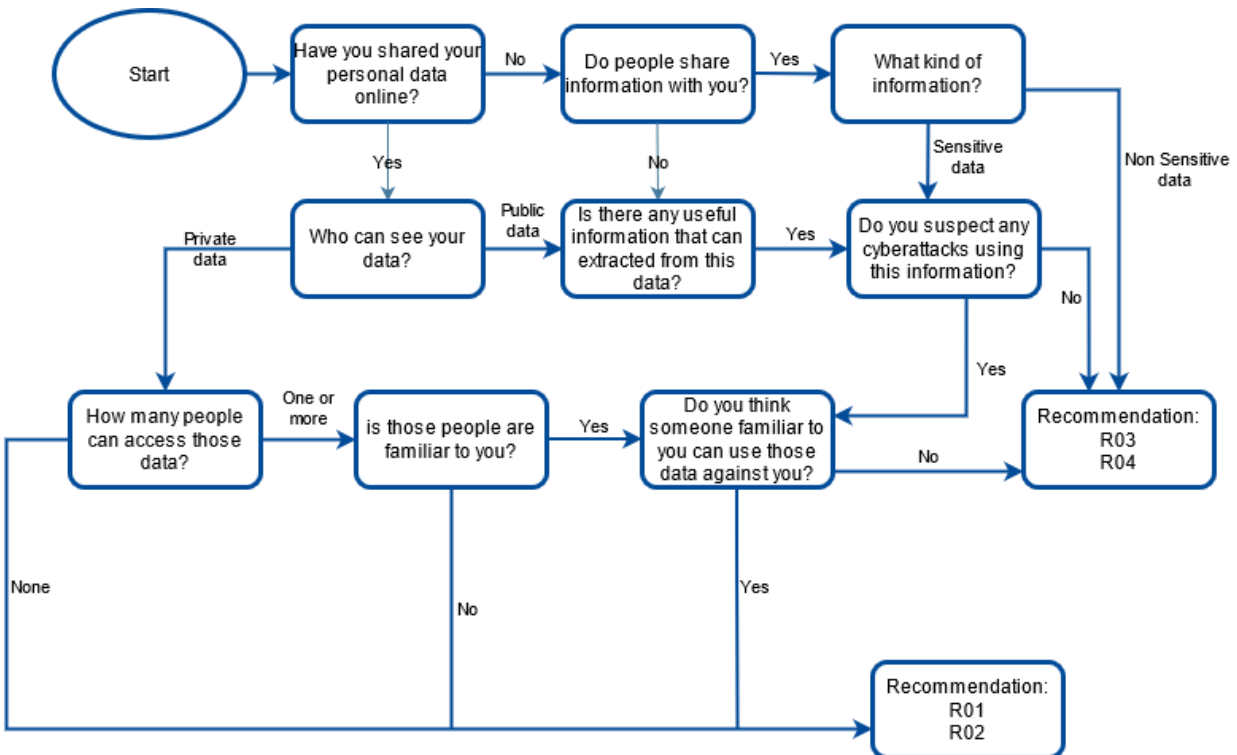 Start
Have you shared your
personal data
online?
No
Do people share
information with you?
Yes
What kind of
information?
Yes
No
Sensitive
data
Non Sensitive
data
Private
data
Who can see your
data?
Public
data
Is there any useful
information that can
extracted from this
data?
Yes
Do you suspect any
cyberattacks using
this information?
No
Yes
How many people
can access those
data?
One or
more
is those people are
familiar to you?
Yes
Do you think
someone familiar to
you can use those
data against you?
No
Recommendation:
R03
R04
None
No
Yes
Recommendation:
R01
R02